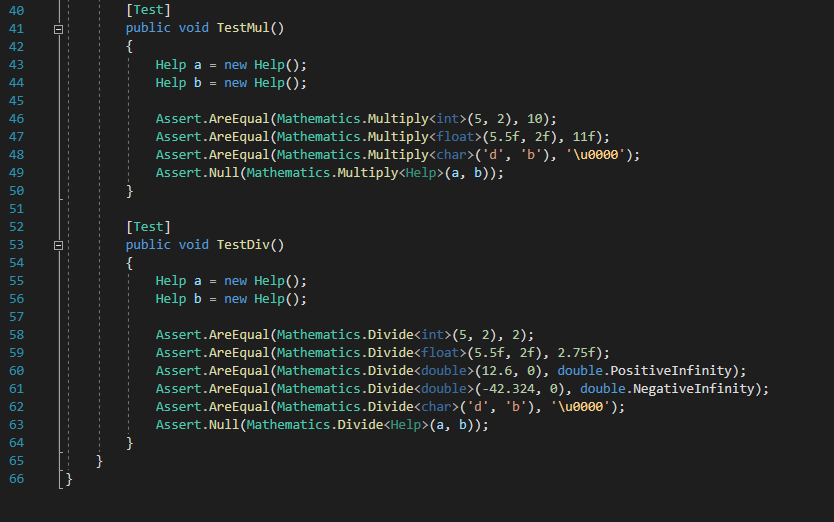 40 [Test]
41 public void TestMul()
42 {
43 Help a = new Help();
44 Help b = new Help();
45
46 Assert.AreEqual(Mathematics.Multiply<int>(5, 2), 10);
47 Assert.AreEqual(Mathematics.Multiply<float>(5.5f, 2f), 11f);
48 Assert.AreEqual(Mathematics.Multiply<char>('d', 'b'), '\u0000');
49 Assert.Null(Mathematics.Multiply<Help>(a, b));
50 }
51
52 [Test]
53 public void TestDiv()
54 {
55 Help a = new Help();
56 Help b = new Help();
57
58 Assert.AreEqual(Mathematics.Divide<int>(5, 2), 2);
59 Assert.AreEqual(Mathematics.Divide<float>(5.5f, 2f), 2.75f);
60 Assert.AreEqual(Mathematics.Divide<double>(12.6, 0), double.PositiveInfinity);
61 Assert.AreEqual(Mathematics.Divide<double>(-42.324, 0), double.NegativeInfinity);
62 Assert.AreEqual(Mathematics.Divide<char>('d', 'b'), '\u0000');
63 Assert.Null(Mathematics.Divide<Help>(a, b));
64 }
65 }
66 }